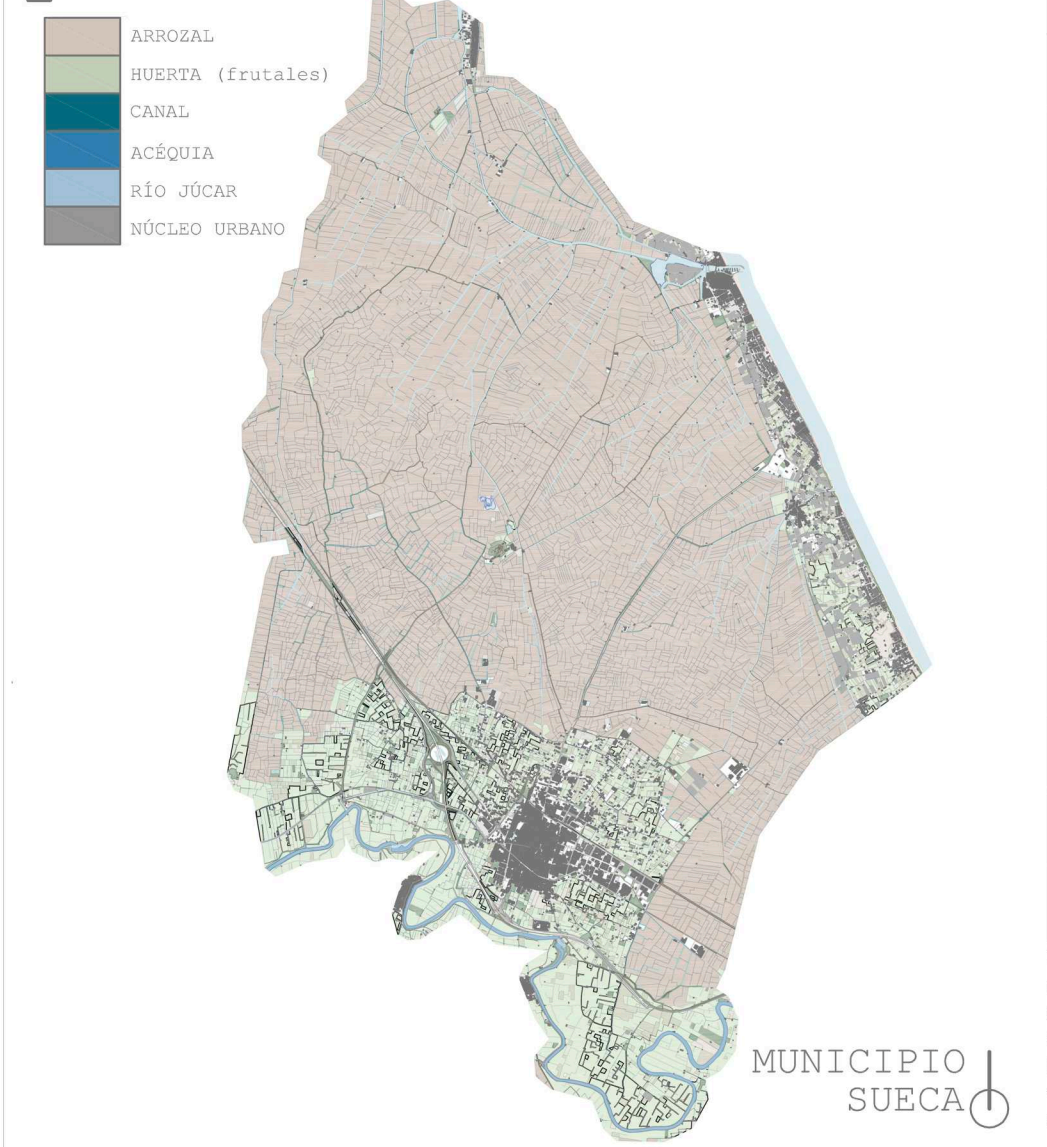 ARROZAL
HUERTA (frutales)
CANAL
ACÉQUIA
RÍO JÚCAR
NÚCLEO URBANO
MUNICIPIO
SUECA